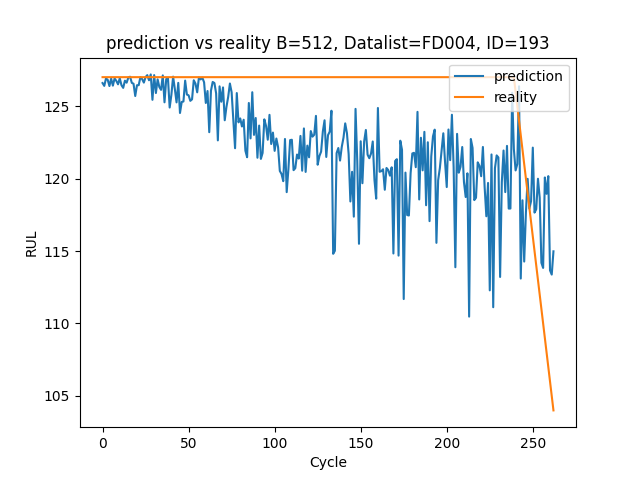 prediction vs reality B=512, Datalist=FD004, ID=193
prediction
reality
RUL
125
120
115
110
105
0 50 100 150 200 250
Cycle